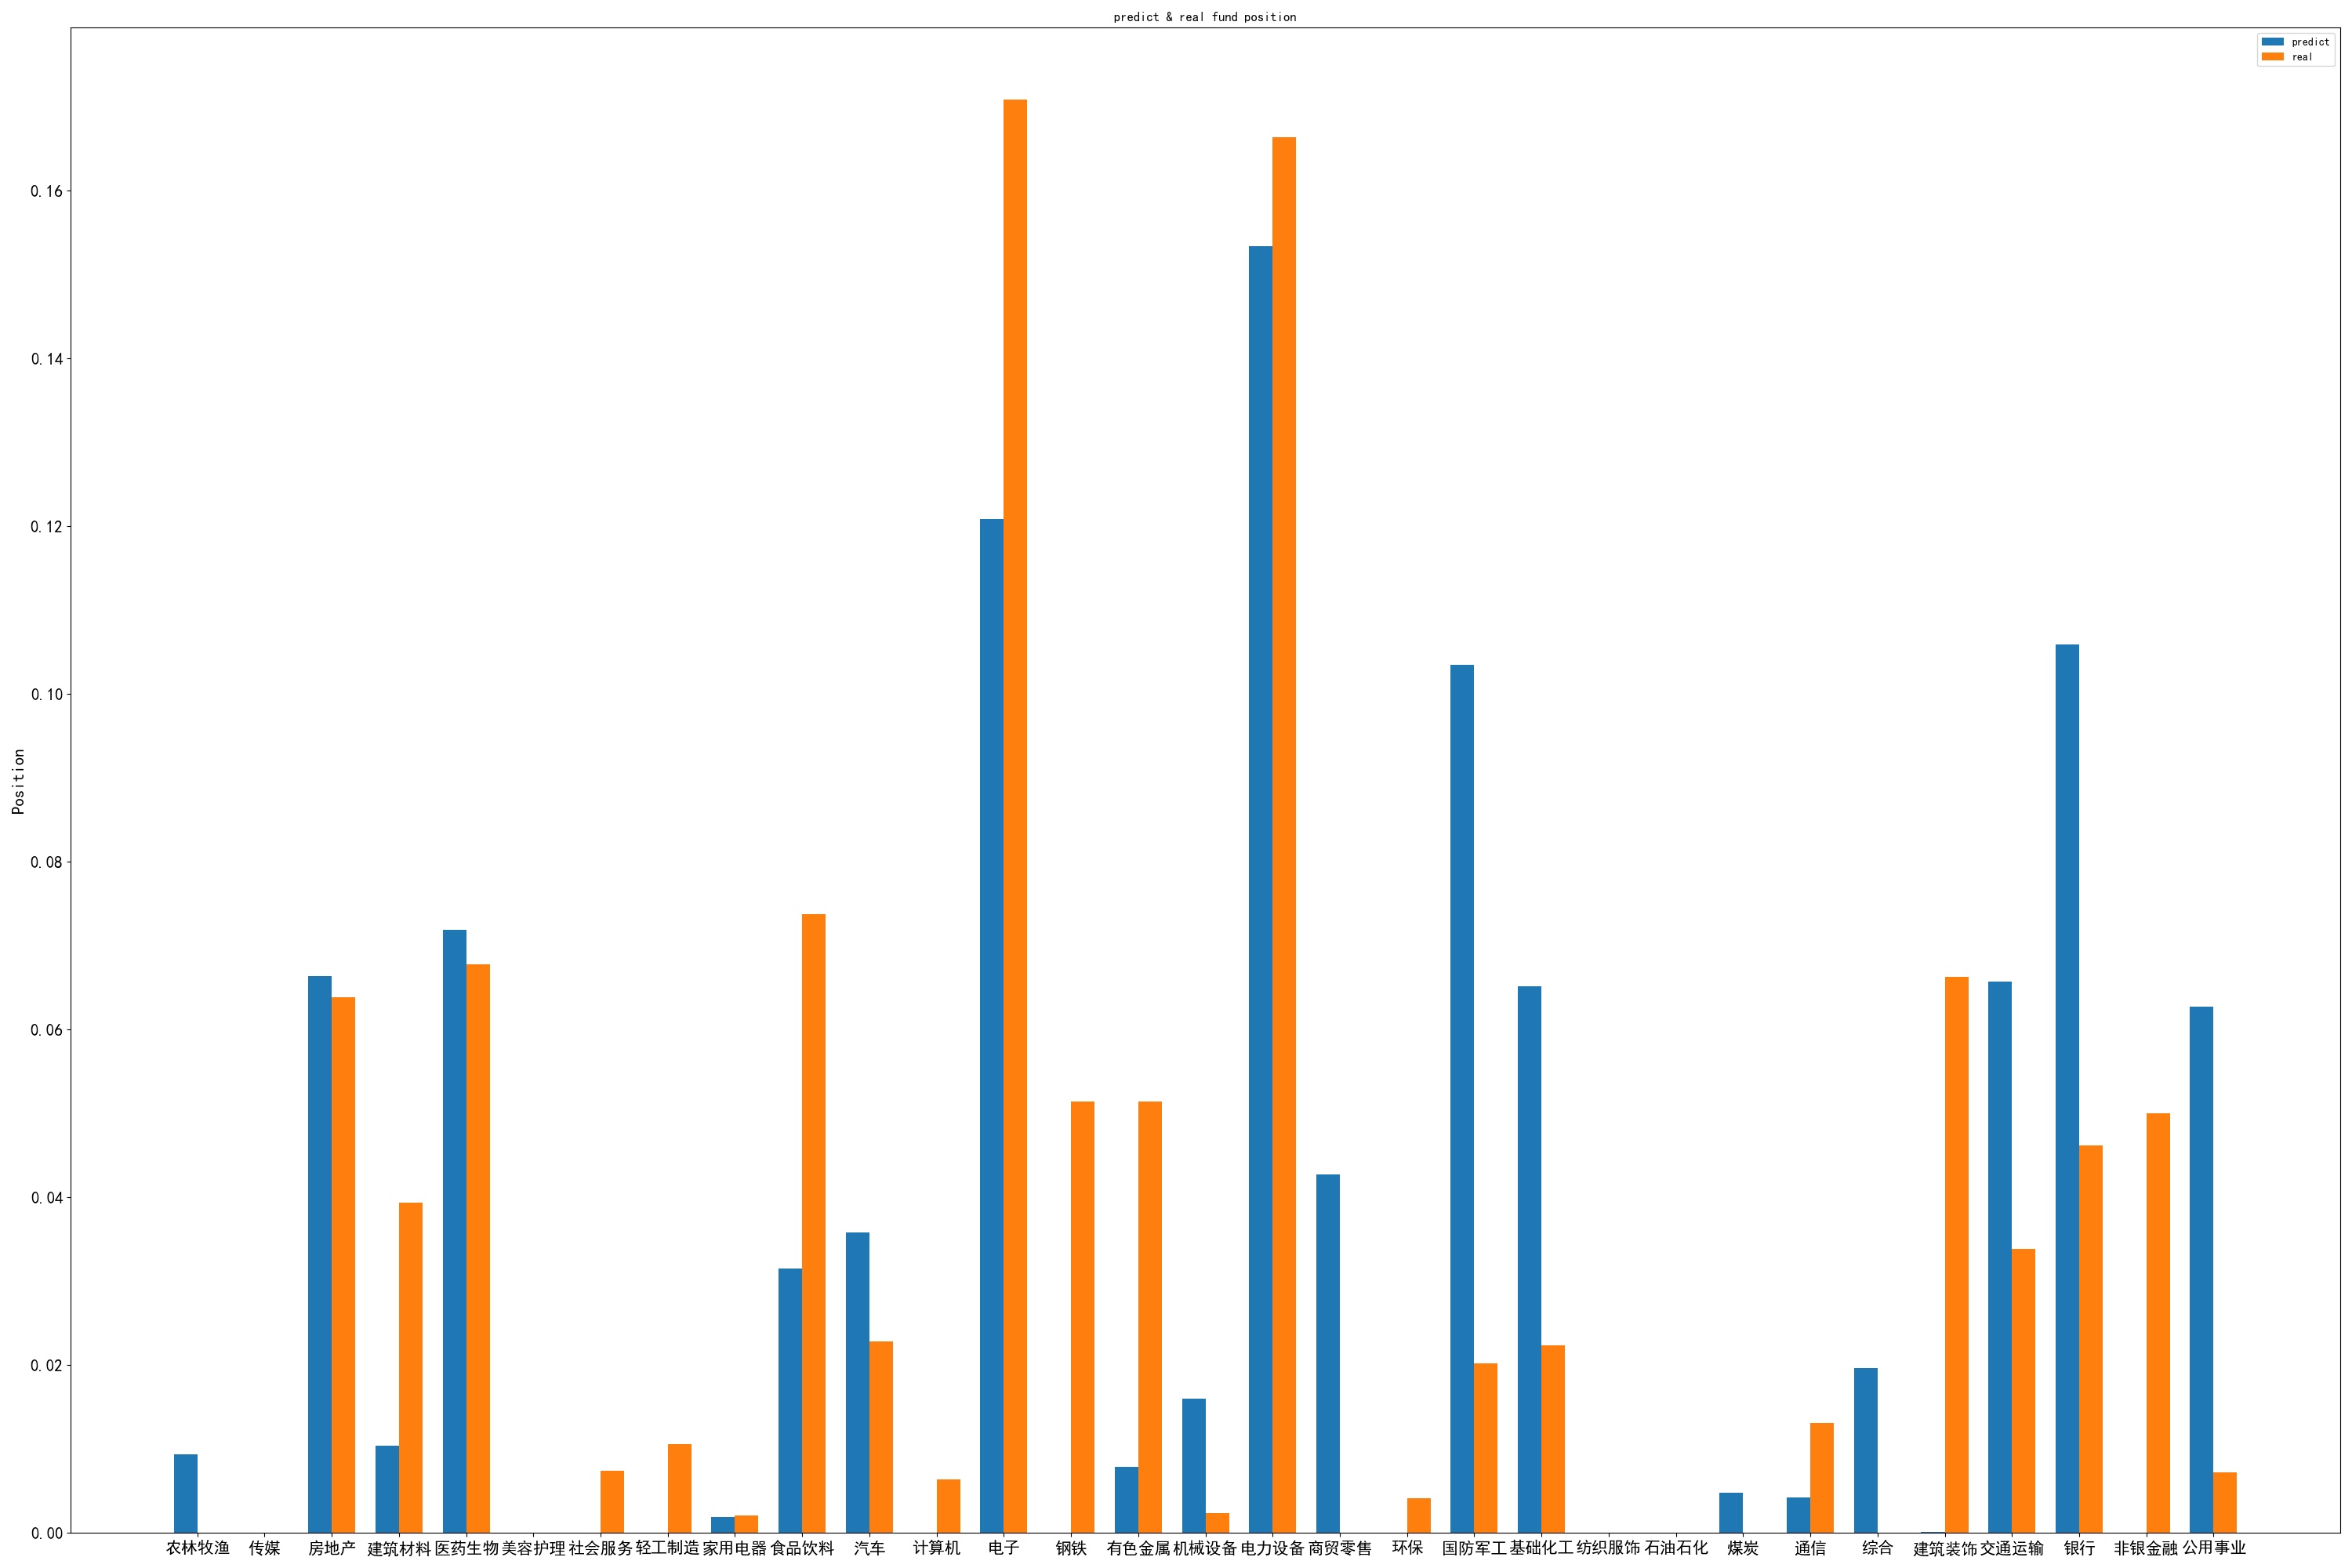 predict & real fund position
predict
real
Position
0.16
0.14
0.12
0.10
0.08
0.06
0.04
0.02
0.00
农林牧渔 传媒 房地产 建筑材料 医药生物 美容护理 社会服务 轻工制造 家用电器 食品饮料 汽车 计算机 电子 钢铁 有色金属 机械设备 电力设备 商贸零售 环保 国防军工 基础化工 纺织服饰 石油石化 煤炭 通信 综合 建筑装饰 交通运输 银行 非银金融 公用事业